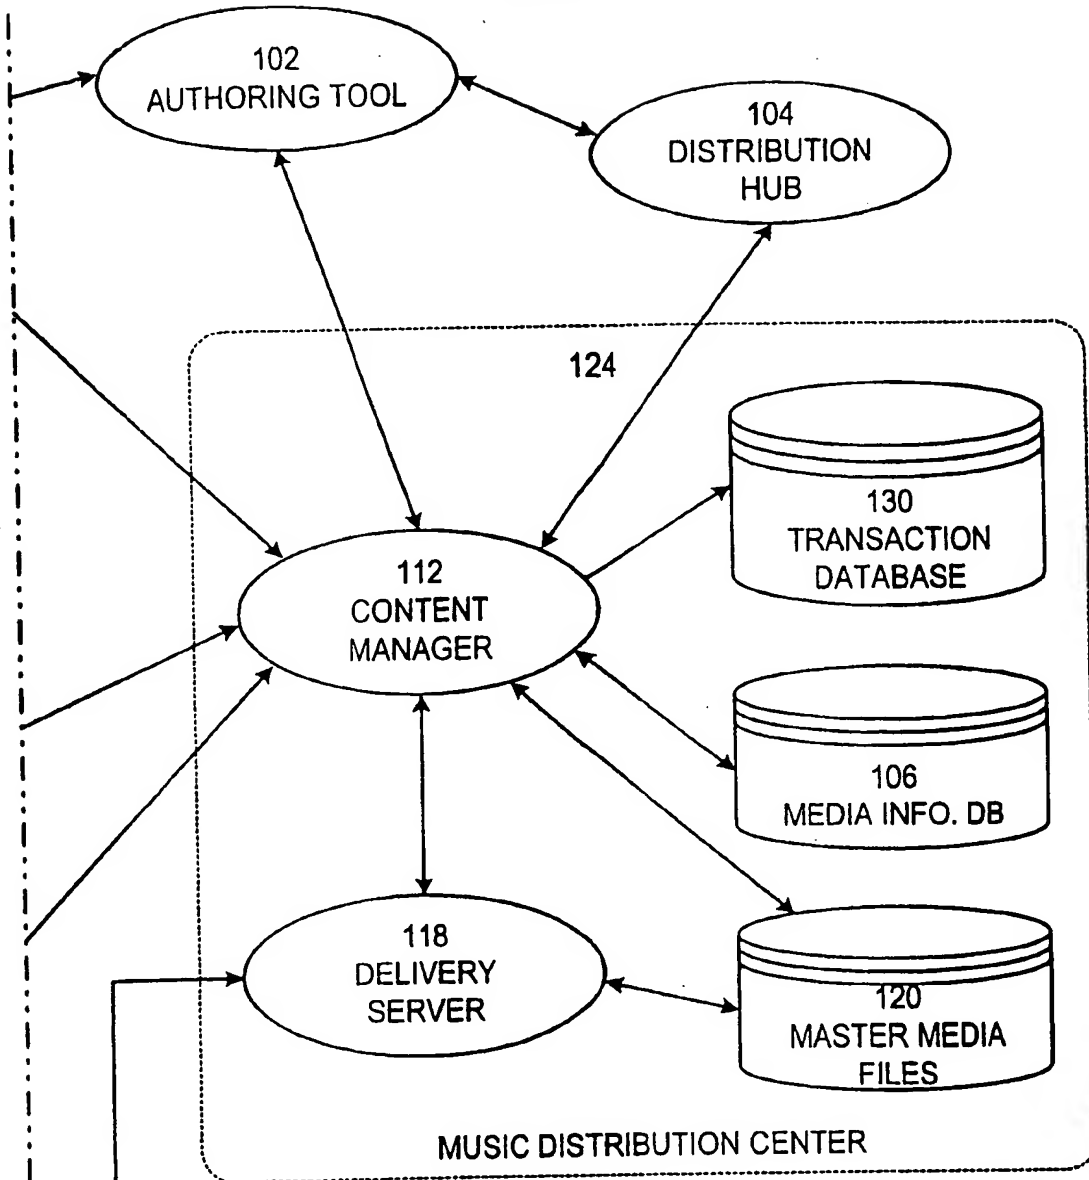 102
AUTHORING TOOL
104
DISTRIBUTION
HUB
124
130
TRANSACTION
DATABASE
112
CONTENT
MANAGER
106
MEDIA INFO. DB
118
DELIVERY
SERVER
120
MASTER MEDIA
FILES
MUSIC DISTRIBUTION CENTER